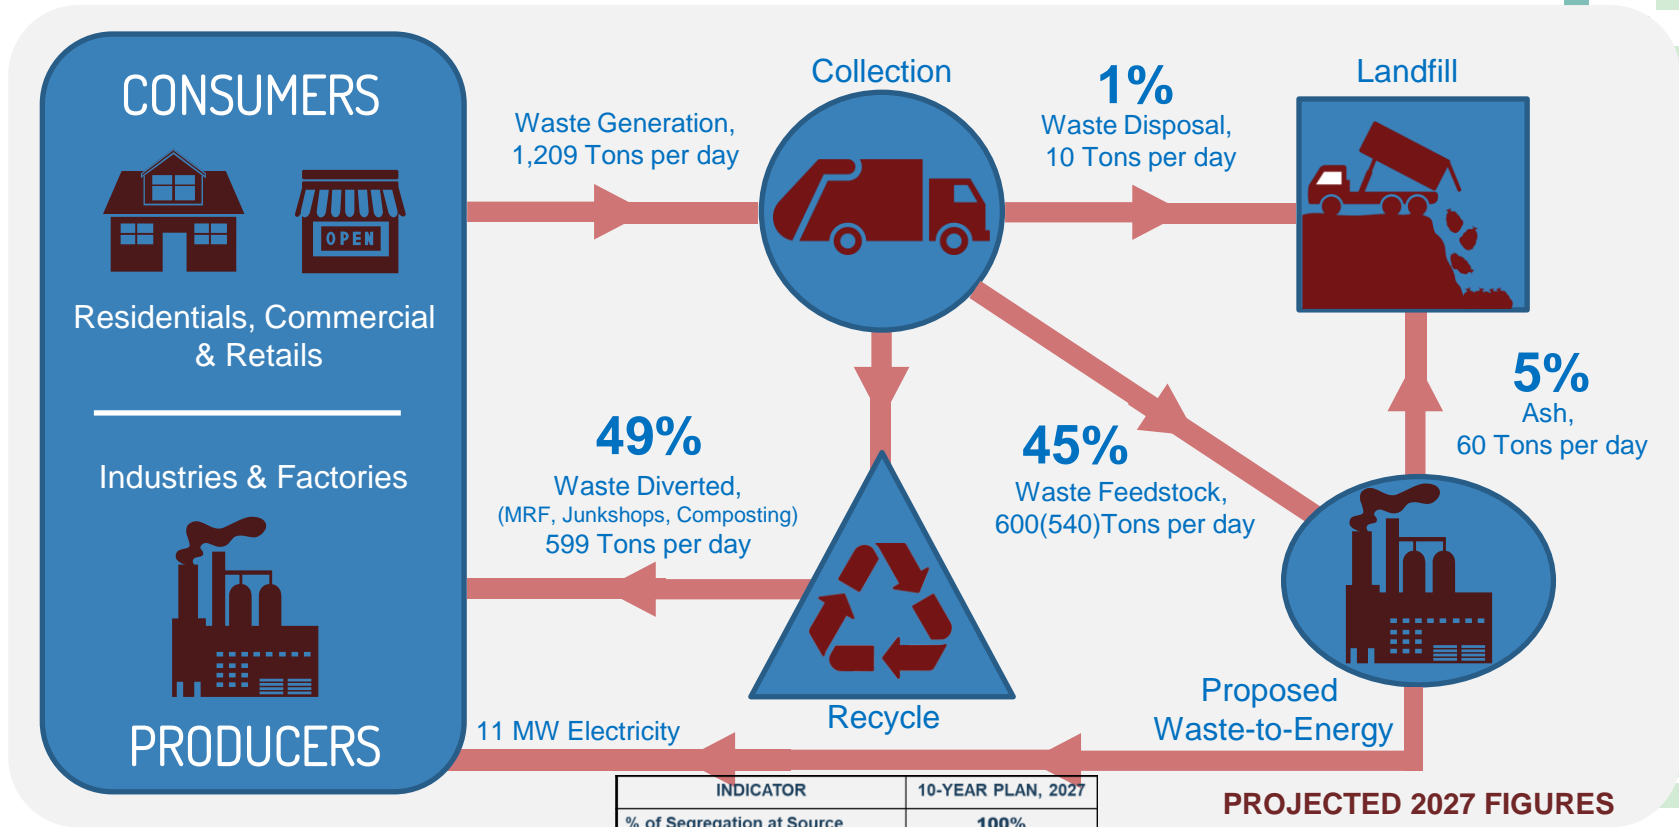 CONSUMERS
OPEN
Residentials, Commercial
& Retails
Industries & Factories
PRODUCERS
Waste Generation,
1,209 Tons per day
Collection
1%
Waste Disposal,
10 Tons per day
Landfill
49%
Waste Diverted,
(MRF, Junkshops, Composting)
599 Tons per day
45%
Waste Feedstock,
600(540)Tons per day
5%
Ash,
60 Tons per day
Recycle
Proposed
Waste-to-Energy
11 MW Electricity
INDICATOR 10-YEAR PLAN, 2027
% of Segregation at Source 100%
PROJECTED 2027 FIGURES